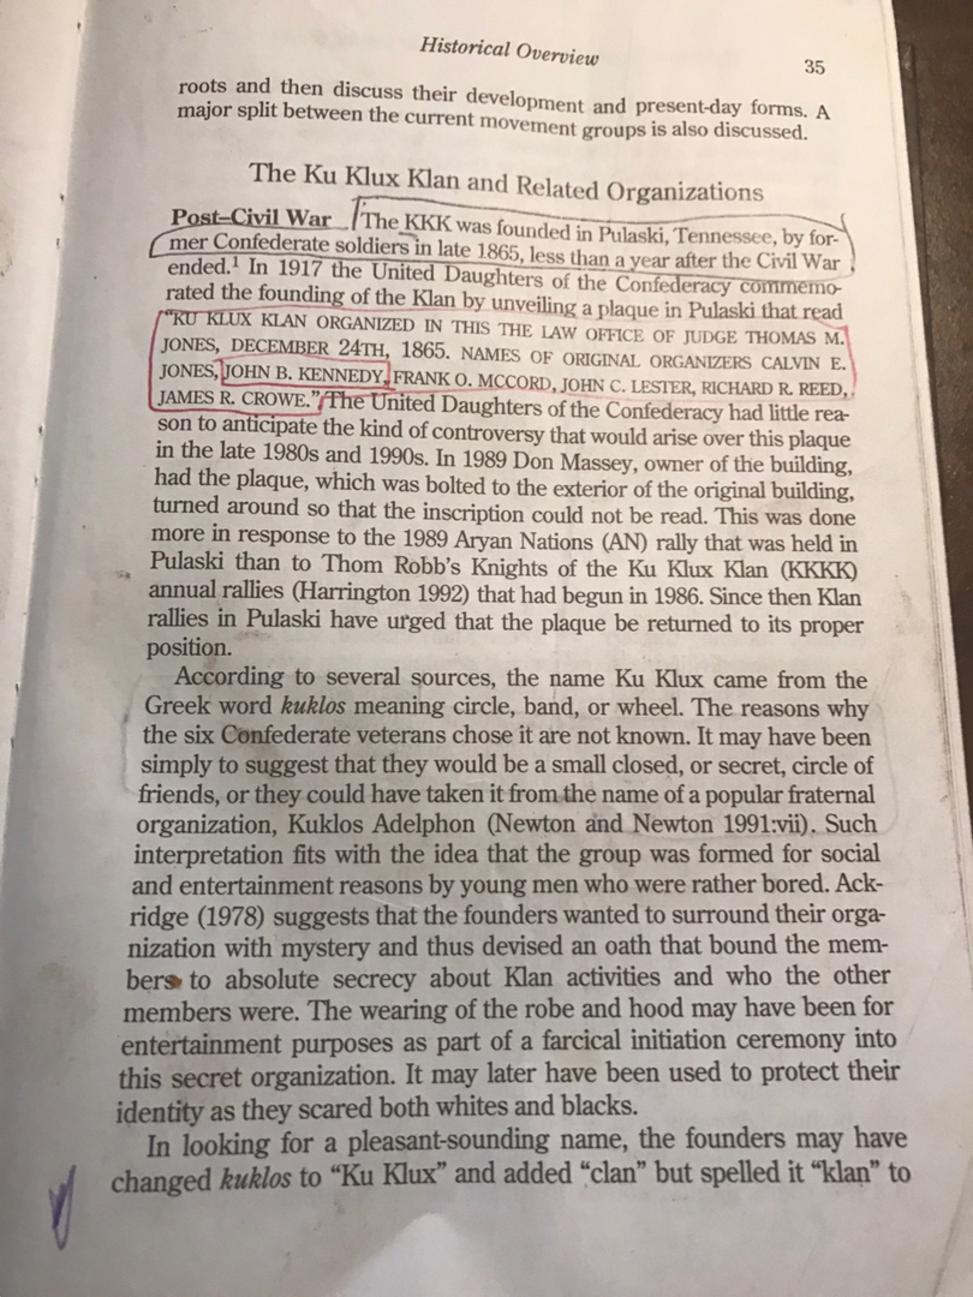 Historical Overview
35
roots and then discuss their development and present-day forms. A
major split between the current movement groups is also discussed.
The Ku Klux Klan and Related Organizations
Post–Civil War The KKK was founded in Pulaski, Tennessee, by for-
mer Confederate soldiers in late 1865, less than a year after the Civil War
ended.¹ In 1917 the United Daughters of the Confederacy commemo-
rated the founding of the Klan by unveiling a plaque in Pulaski that read
"KU KLUX KLAN ORGANIZED IN THIS THE LAW OFFICE OF JUDGE THOMAS M.
JONES, DECEMBER 24TH, 1865. NAMES OF ORIGINAL ORGANIZERS CALVIN E.
JONES, JOHN B. KENNEDY, FRANK O. MCCORD, JOHN C. LESTER, RICHARD R. REED,
JAMES R. CROWE." The United Daughters of the Confederacy had little rea-
son to anticipate the kind of controversy that would arise over this plaque
in the late 1980s and 1990s. In 1989 Don Massey, owner of the building,
had the plaque, which was bolted to the exterior of the original building,
turned around so that the inscription could not be read. This was done
more in response to the 1989 Aryan Nations (AN) rally that was held in
Pulaski than to Thom Robb's Knights of the Ku Klux Klan (KKKK)
annual rallies (Harrington 1992) that had begun in 1986. Since then Klan
rallies in Pulaski have urged that the plaque be returned to its proper
position.
According to several sources, the name Ku Klux came from the
Greek word kuklos meaning circle, band, or wheel. The reasons why
the six Confederate veterans chose it are not known. It may have been
simply to suggest that they would be a small closed, or secret, circle of
friends, or they could have taken it from the name of a popular fraternal
organization, Kuklos Adelphon (Newton and Newton 1991:vii). Such
interpretation fits with the idea that the group was formed for social
and entertainment reasons by young men who were rather bored. Ack-
ridge (1978) suggests that the founders wanted to surround their orga-
nization with mystery and thus devised an oath that bound the mem-
bers to absolute secrecy about Klan activities and who the other
members were. The wearing of the robe and hood may have been for
entertainment purposes as part of a farcical initiation ceremony into
this secret organization. It may later have been used to protect their
identity as they scared both whites and blacks.
In looking for a pleasant-sounding name, the founders may have
changed kuklos to "Ku Klux" and added "clan" but spelled it "klan" to